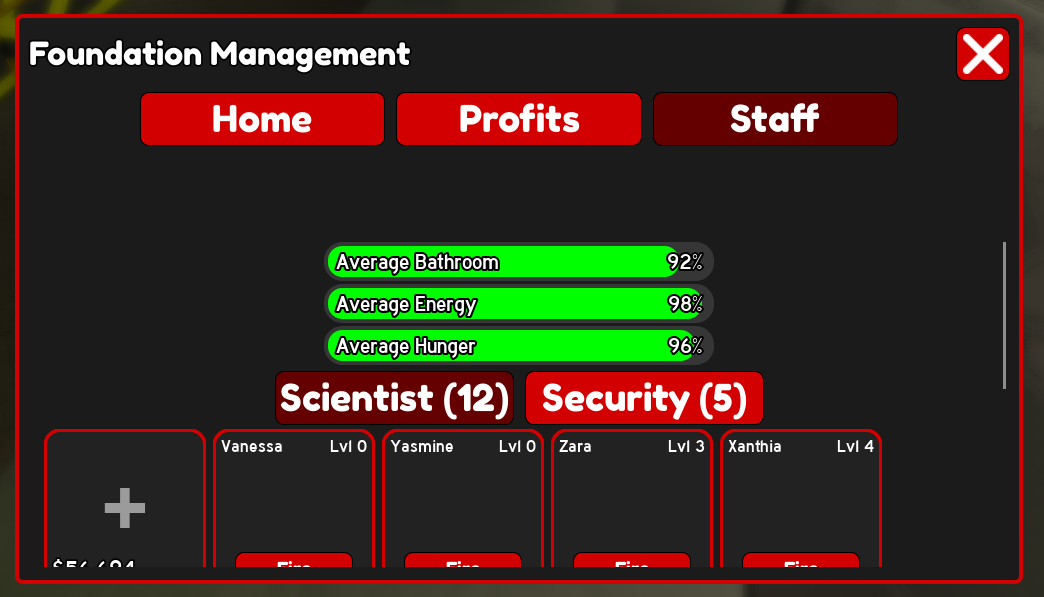 Foundation Management
Home Profits Staff
Average Bathroom 92%
Average Energy 98%
Average Hunger 96%
Scientist (12) Security (5)
Vanessa Lvl 0 Yasmine Lvl 0 Zara Lvl 3 Xanthia Lvl 4
+
Fire Fire Fire Fire